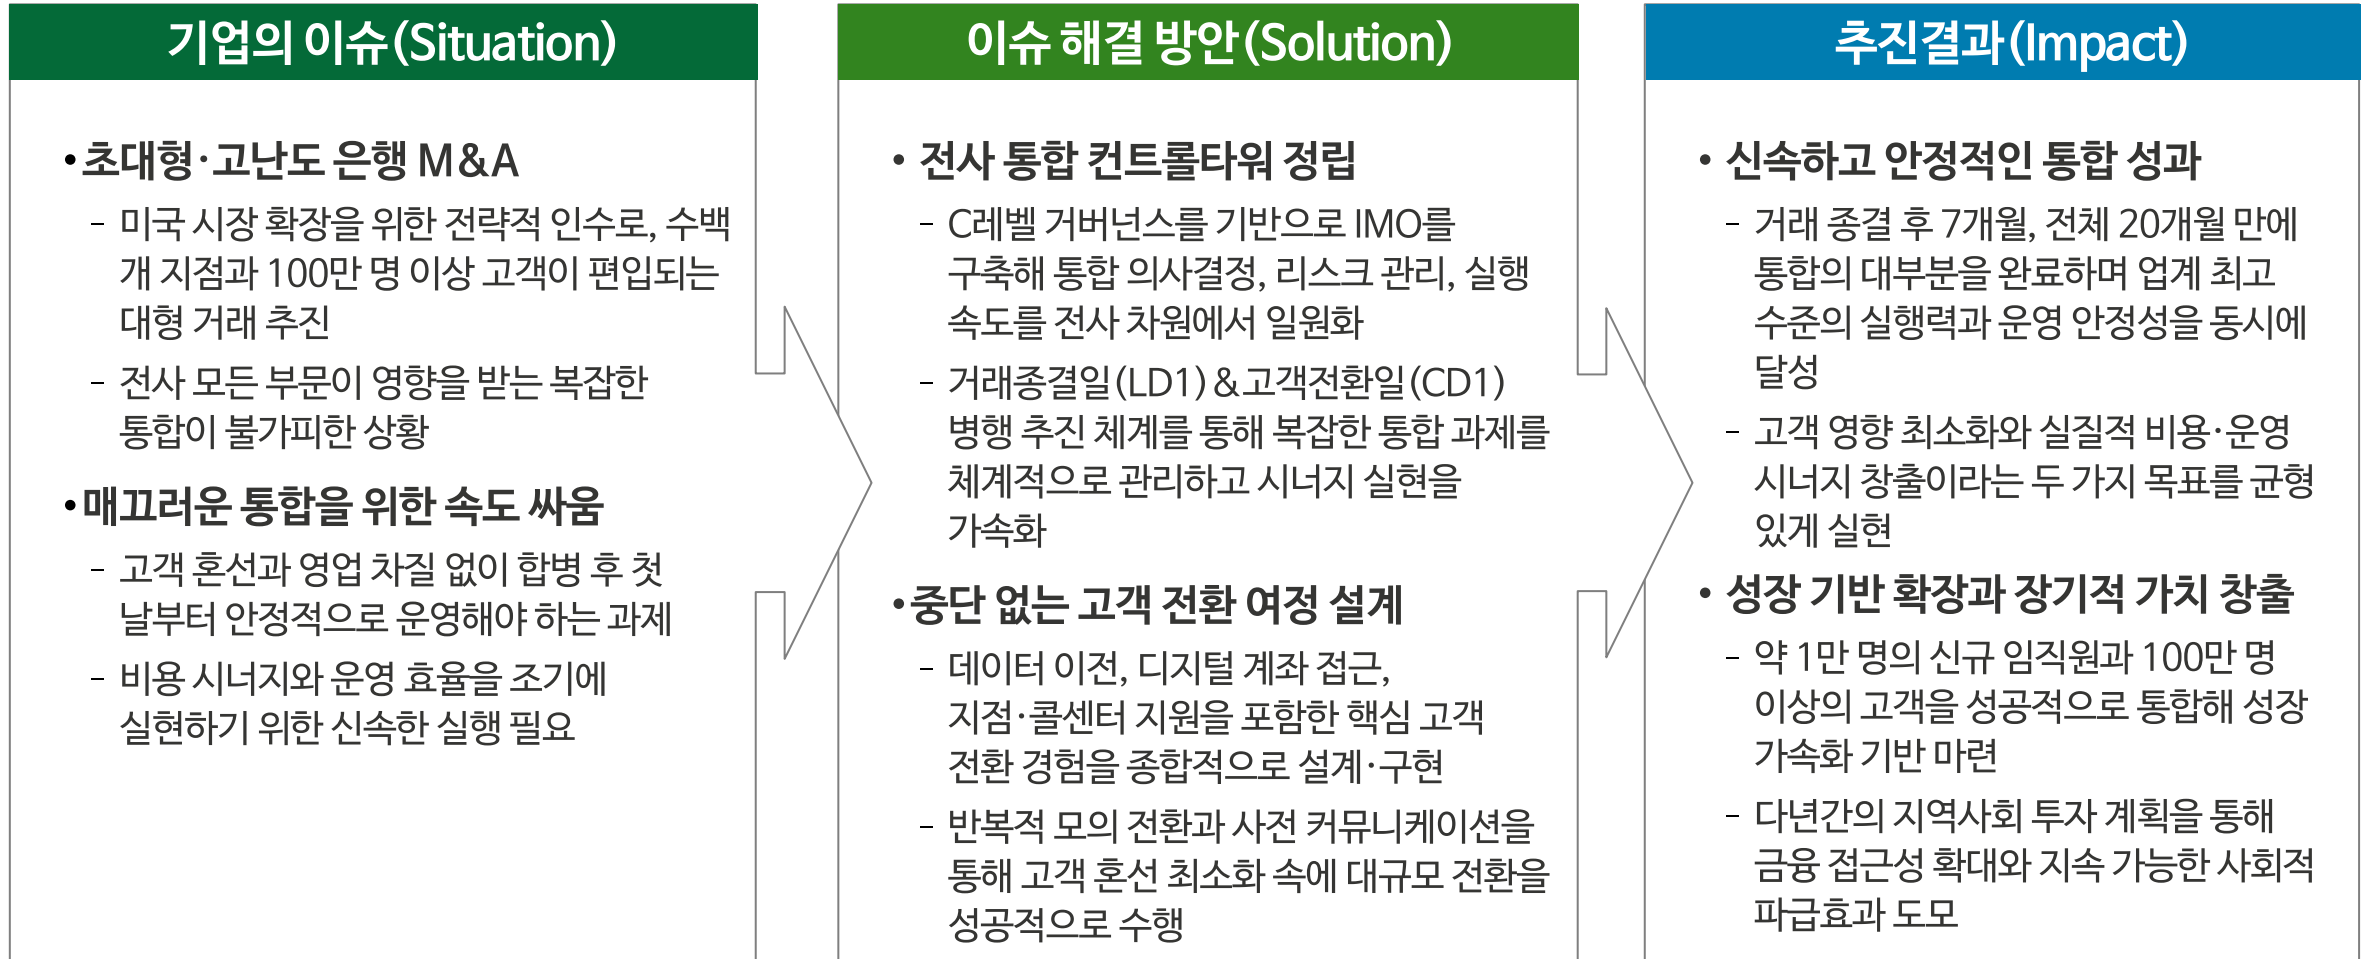 기업의 이슈(Situation)
• 초대형·고난도 은행 M&A
– 미국 시장 확장을 위한 전략적 인수로, 수백
개 지점과 100만 명 이상 고객이 편입되는
대형 거래 추진
– 전사 모든 부문이 영향을 받는 복잡한
통합이 불가피한 상황
• 매끄러운 통합을 위한 속도 싸움
– 고객 혼선과 영업 차질 없이 합병 후 첫
날부터 안정적으로 운영해야 하는 과제
– 비용 시너지와 운영 효율을 조기에
실현하기 위한 신속한 실행 필요
이슈 해결 방안(Solution)
• 전사 통합 컨트롤타워 정립
– C레벨 거버넌스를 기반으로 IMO를
구축해 통합 의사결정, 리스크 관리, 실행
속도를 전사 차원에서 일원화
– 거래종결일(LD1)&고객전환일(CD1)
병행 추진 체계를 통해 복잡한 통합 과제를
체계적으로 관리하고 시너지 실현을
가속화
• 중단 없는 고객 전환 여정 설계
– 데이터 이전, 디지털 계좌 접근,
지점·콜센터 지원을 포함한 핵심 고객
전환 경험을 종합적으로 설계·구현
– 반복적 모의 전환과 사전 커뮤니케이션을
통해 고객 혼선 최소화 속에 대규모 전환을
성공적으로 수행
추진결과(Impact)
• 신속하고 안정적인 통합 성과
– 거래 종결 후 7개월, 전체 20개월 만에
통합의 대부분을 완료하며 업계 최고
수준의 실행력과 운영 안정성을 동시에
달성
– 고객 영향 최소화와 실질적 비용·운영
시너지 창출이라는 두 가지 목표를 균형
있게 실현
• 성장 기반 확장과 장기적 가치 창출
– 약 1만 명의 신규 임직원과 100만 명
이상의 고객을 성공적으로 통합해 성장
가속화 기반 마련
– 다년간의 지역사회 투자 계획을 통해
금융 접근성 확대와 지속 가능한 사회적
파급효과 도모